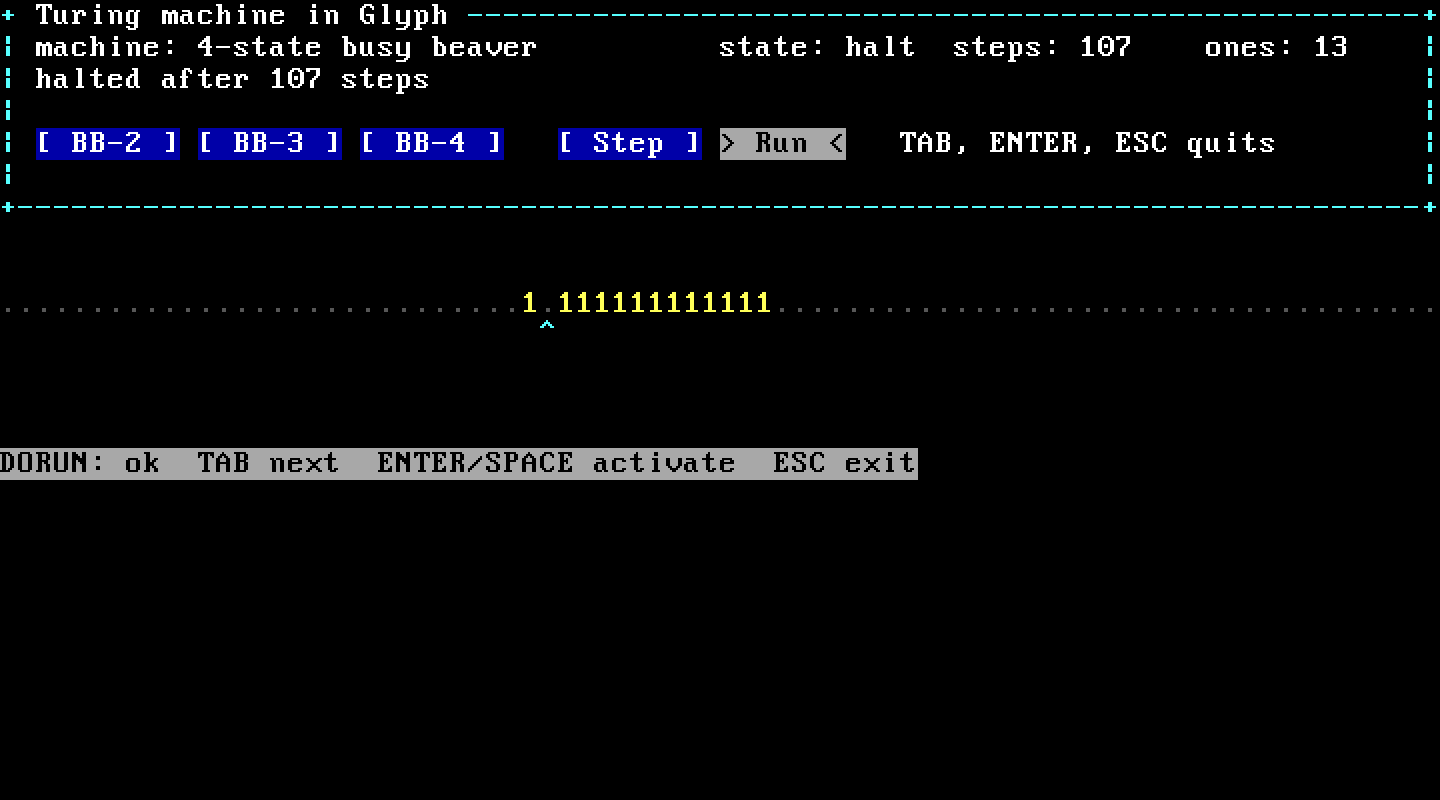 + Turing machine in Glyph -----------------------------------------------------+
¦ machine: 4-state busy beaver          state: halt  steps: 107    ones: 13    ¦
¦ halted after 107 steps                                                       ¦
¦ [ BB-2 ] [ BB-3 ] [ BB-4 ]   [ Step ] > Run <   TAB, ENTER, ESC quits        ¦
+------------------------------------------------------------------------------+
.............................1.111111111111.....................................
^
DORUN: ok  TAB next  ENTER/SPACE activate  ESC exit